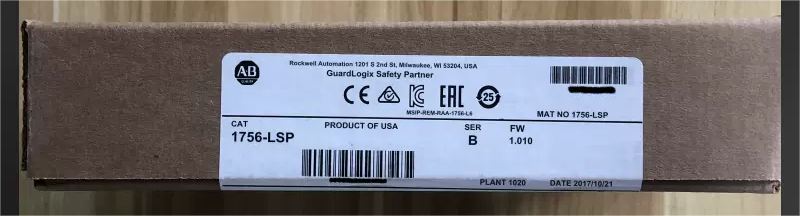 AB
Rockwell Automation 1201 S 2nd St, Milwaukee, WI 53204, USA
GuardLogix Safety Partner
CE
EAC
25
MSIP-REM-RAA-1756-L6
MAT NO 1756-LSP
CAT
1756-LSP
PRODUCT OF USA
SER
B
FW
1.010
PLANT 1020
DATE 2017/10/21